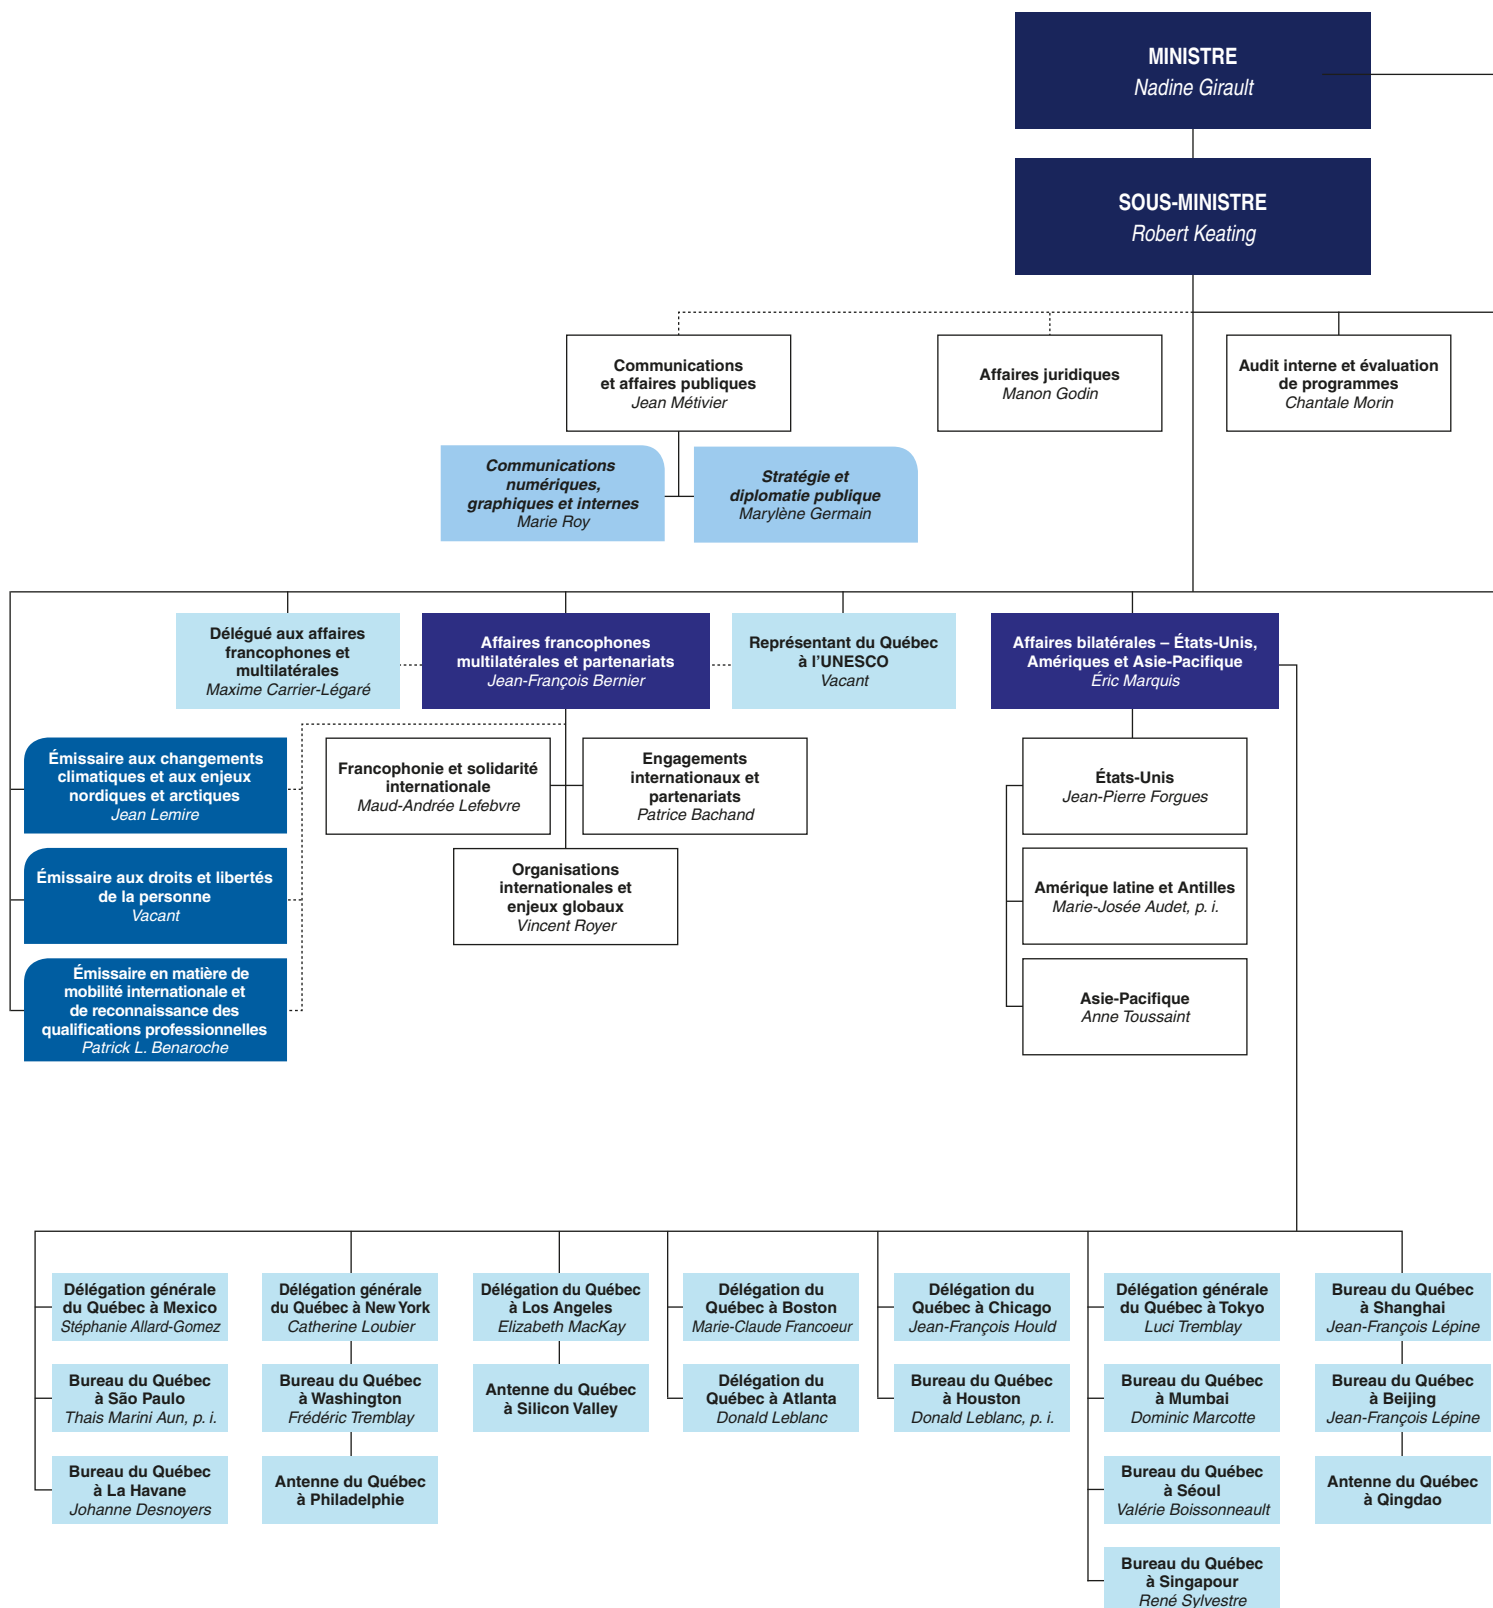 MINISTRE
Nadine Girault
SOUS-MINISTRE
Robert Keating
Communications
et affaires publiques
Jean Métivier
Affaires juridiques
Manon Godin
Audit interne et évaluation
de programmes
Chantale Morin
Communications
numériques,
graphiques et internes
Marie Roy
Stratégie et
diplomatie publique
Marylène Germain
Délégué aux affaires
francophones et
multilatérales
Maxime Carrier-Légaré
Affaires francophones
multilatérales et partenariats
Jean-François Bernier
Représentant du Québec
à l'UNESCO
Vacant
Affaires bilatérales – États-Unis,
Amériques et Asie-Pacifique
Éric Marquis
Émissaire aux changements
climatiques et aux enjeux
nordiques et arctiques
Jean Lemire
Francophonie et solidarité
internationale
Maud-Andrée Lefebvre
Engagements
internationaux et
partenariats
Patrice Bachand
États-Unis
Jean-Pierre Forgues
Émissaire aux droits et libertés
de la personne
Vacant
Organisations
internationales et
enjeux globaux
Vincent Royer
Amérique latine et Antilles
Marie-Josée Audet, p. i.
Émissaire en matière de
mobilité internationale et
de reconnaissance des
qualifications professionnelles
Patrick L. Benaroche
Asie-Pacifique
Anne Toussaint
Délégation générale
du Québec à Mexico
Stéphanie Allard-Gomez
Délégation générale
du Québec à New York
Catherine Loubier
Délégation du Québec
à Los Angeles
Elizabeth MacKay
Délégation du
Québec à Boston
Marie-Claude Francoeur
Délégation du
Québec à Chicago
Jean-François Hould
Délégation générale
du Québec à Tokyo
Luci Tremblay
Bureau du Québec
à Shanghai
Jean-François Lépine
Bureau du Québec
à São Paulo
Thais Marini Aun, p. i.
Bureau du Québec
à Washington
Frédéric Tremblay
Antenne du Québec
à Silicon Valley
Délégation du
Québec à Atlanta
Donald Leblanc
Bureau du Québec
à Houston
Donald Leblanc, p. i.
Bureau du Québec
à Mumbai
Dominic Marcotte
Bureau du Québec
à Beijing
Jean-François Lépine
Bureau du Québec
à La Havane
Johanne Desnoyers
Antenne du Québec
à Philadelphie
Bureau du Québec
à Séoul
Valérie Boissonneault
Antenne du Québec
à Qingdao
Bureau du Québec
à Singapour
René Sylvestre